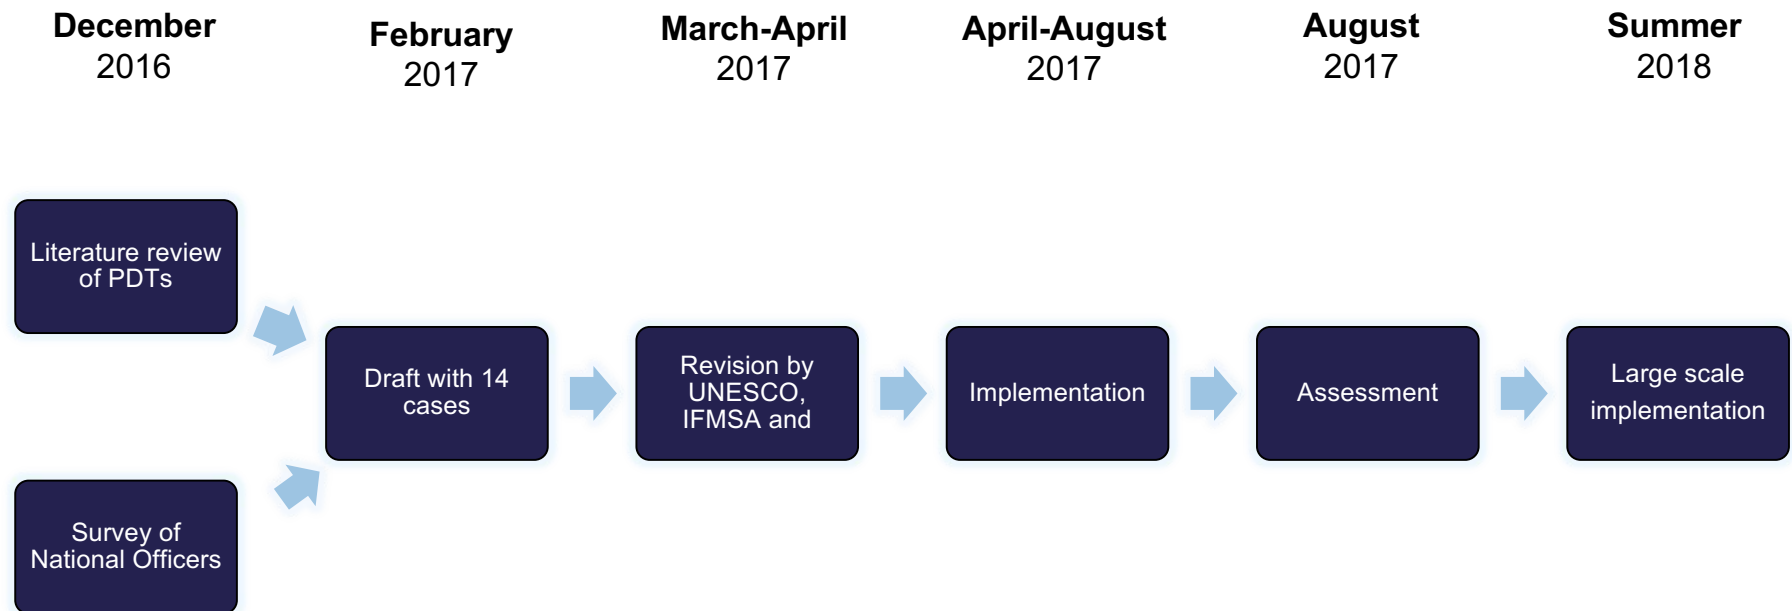 December
2016
February
2017
March-April
2017
April-August
2017
August
2017
Summer
2018
Literature review
of PDTs
Survey of
National Officers
Draft with 14
cases
Revision by
UNESCO,
IFMSA and
Implementation
Assessment
Large scale
implementation